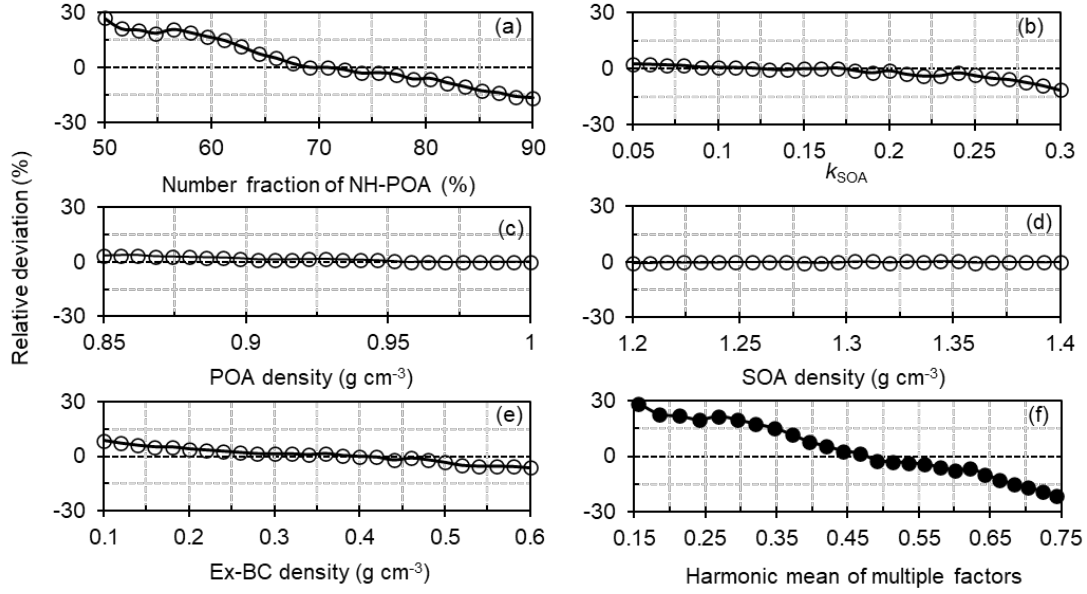 Relative deviation (%)
30
0
-30
(a)
50 60 70 80 90
Number fraction of NH-POA (%)
30
0
-30
(b)
0.05 0.1 0.15 0.2 0.25 0.3
kSOA
30
0
-30
(c)
0.85 0.9 0.95 1
POA density (g cm-3)
30
0
-30
(d)
1.2 1.25 1.3 1.35 1.4
SOA density (g cm-3)
30
0
-30
(e)
0.1 0.2 0.3 0.4 0.5 0.6
Ex-BC density (g cm-3)
30
0
-30
(f)
0.15 0.25 0.35 0.45 0.55 0.65 0.75
Harmonic mean of multiple factors